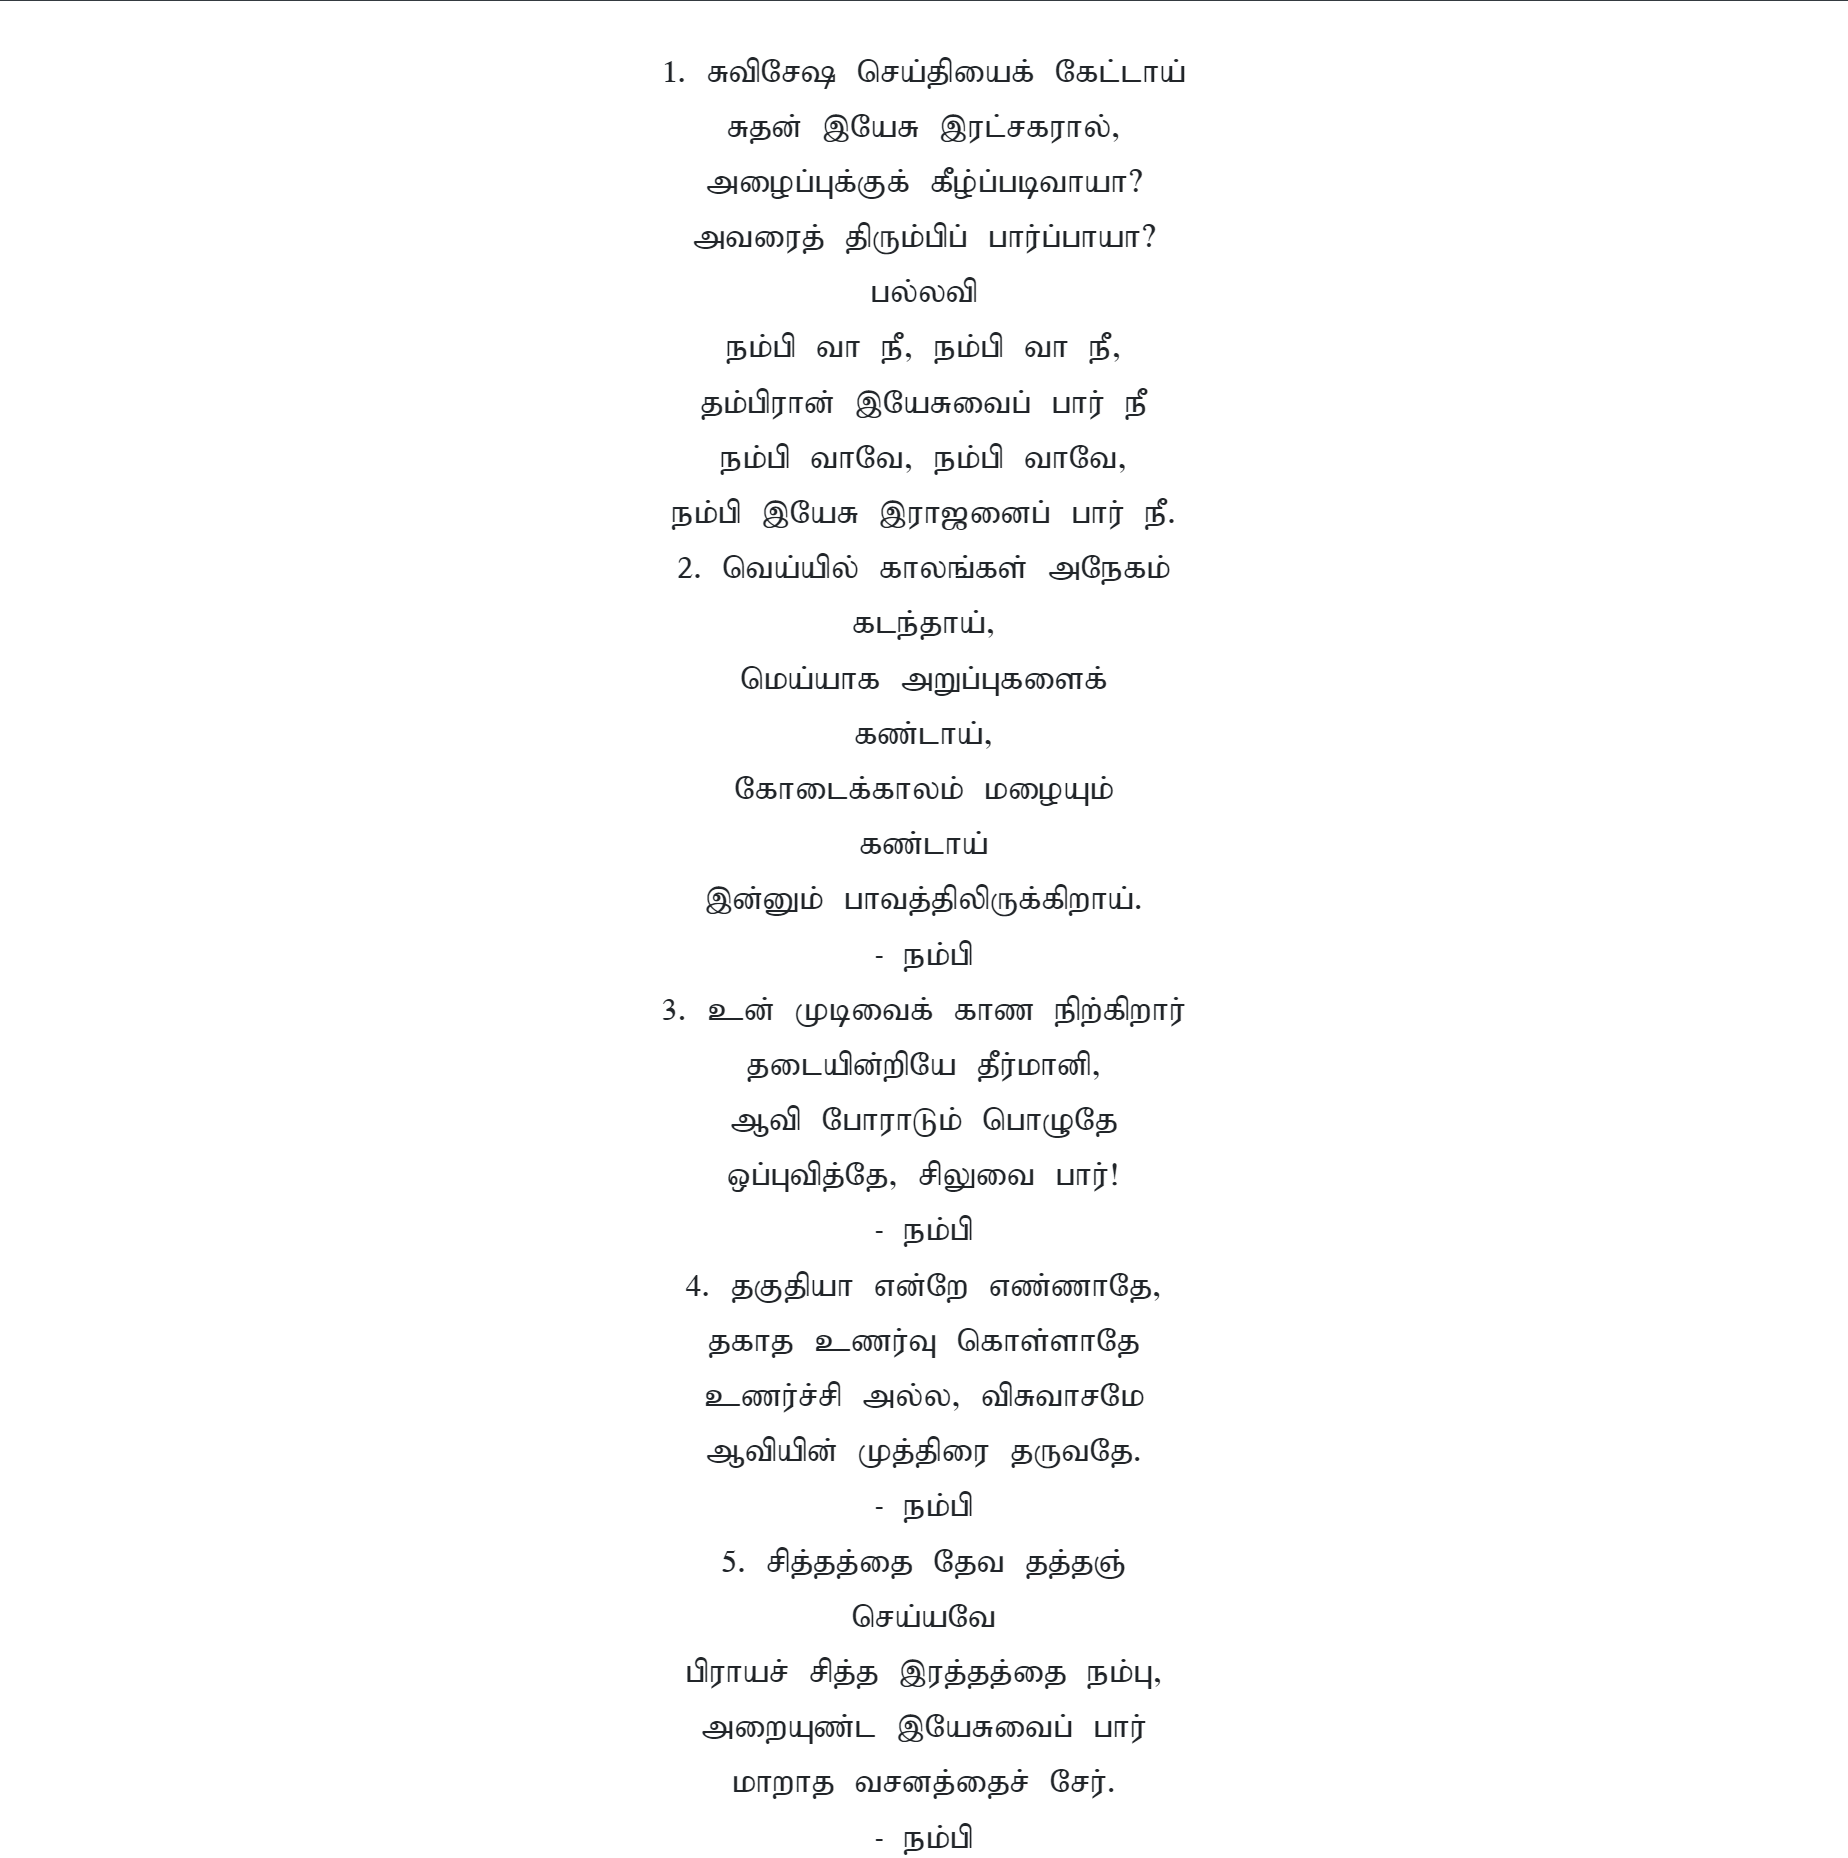 1. சுவிசேஷ செய்தியைக் கேட்டாய்
சுதன் இயேசு இரட்சகரால்,
அழைப்புக்குக் கீழ்ப்படிவாயா?
அவரைத் திரும்பிப் பார்ப்பாயா?
பல்லவி
நம்பி வா நீ, நம்பி வா நீ,
தம்பிரான் இயேசுவைப் பார் நீ
நம்பி வாவே, நம்பி வாவே,
நம்பி இயேசு இராஜனைப் பார் நீ.
2. வெய்யில் காலங்கள் அநேகம்
கடந்தாய்,
மெய்யாக அறுப்புகளைக்
கண்டாய்,
கோடைக்காலம் மழையும்
கண்டாய்
இன்னும் பாவத்திலிருக்கிறாய்.
- நம்பி
3. உன் முடிவைக் காண நிற்கிறார்
தடையின்றியே தீர்மானி,
ஆவி போராடும் பொழுதே
ஒப்புவித்தே, சிலுவை பார்!
- நம்பி
4. தகுதியா என்றே எண்ணாதே,
தகாத உணர்வு கொள்ளாதே
உணர்ச்சி அல்ல, விசுவாசமே
ஆவியின் முத்திரை தருவதே.
- நம்பி
5. சித்தத்தை தேவ தத்தஞ்
செய்யவே
பிராயச் சித்த இரத்தத்தை நம்பு,
அறையுண்ட இயேசுவைப் பார்
மாறாத வசனத்தைச் சேர்.
- நம்பி